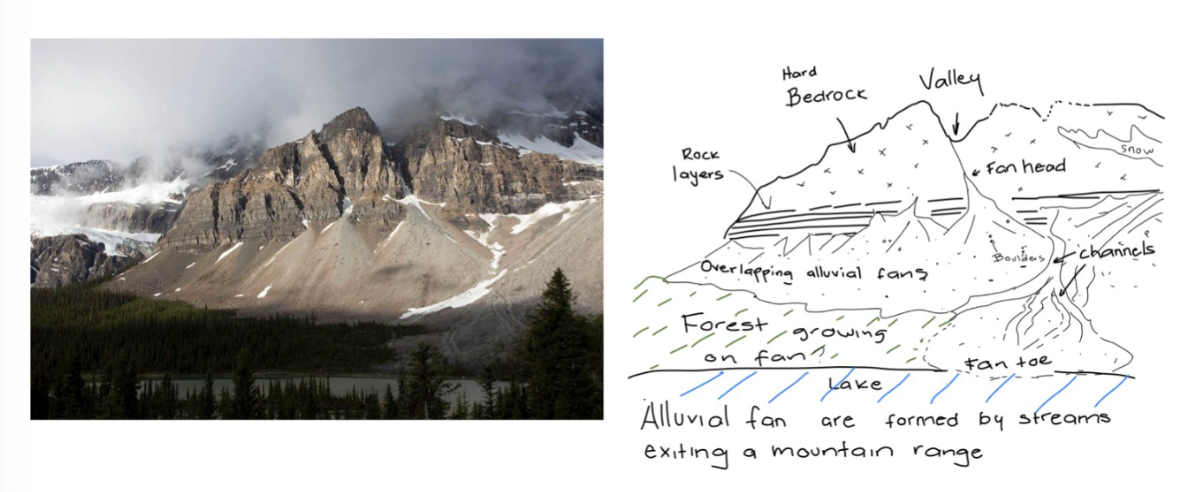 Hard
Bedrock
Valley
Rock
layers
Fan head
snow
Boulders
channels
Overlapping alluvial fans
Forest growing
on fan?
Fan toe
Lake
Alluvial fan are formed by streams
exiting a mountain range